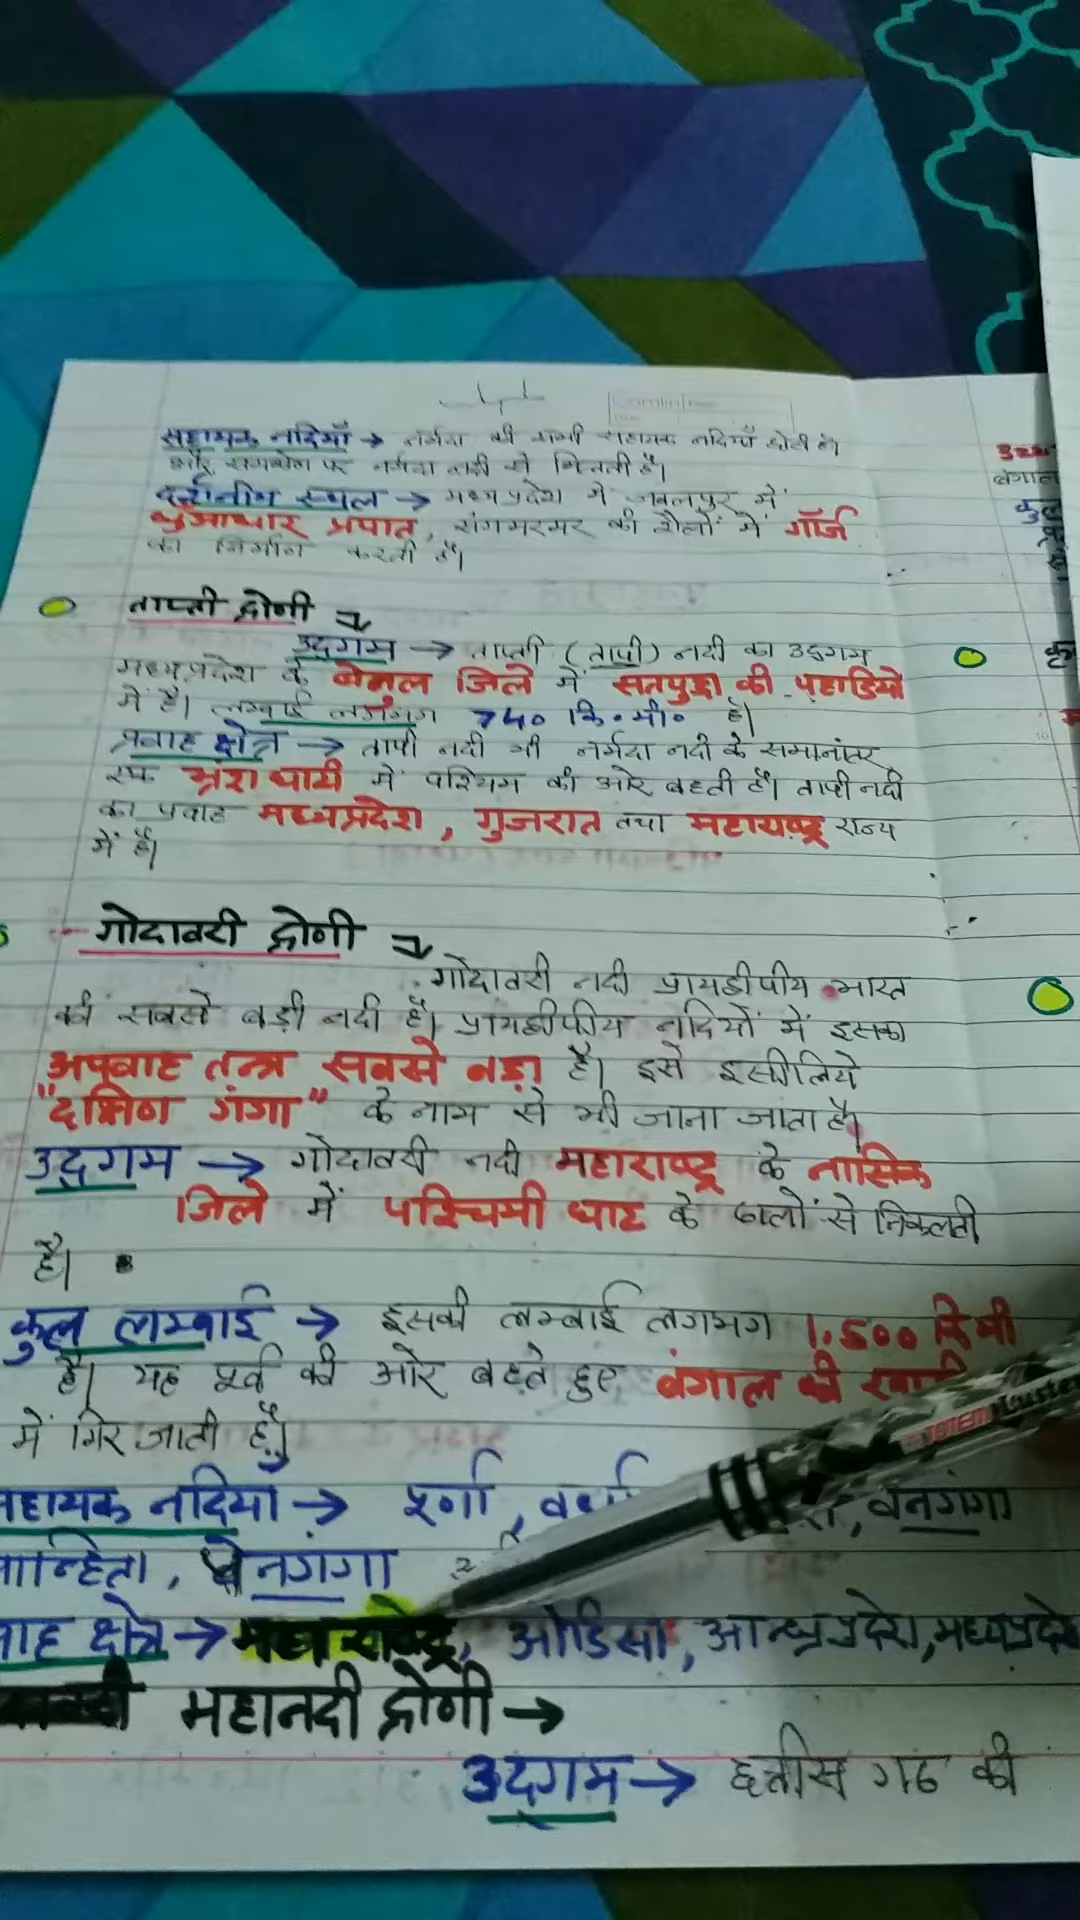 सहायक नदियाँ → नर्मदा की सभी सहायक नदियाँ छोटी है।
और समकोण पर नर्मदा नदी से मिलती है।
दर्शनीय स्थल → मध्यप्रदेश में जबलपुर में
धुआंधार प्रपात, संगमरमर की शैलों में गॉर्ज
का निर्माण करती है।
ताप्ती द्रोणी
उद्गम → ताप्ती (तापी) नदी का उद्गम
मध्यप्रदेश के बेतुल जिले में सतपुड़ा की पहाडियो
में है। लम्बाई लगभग 740 कि॰मी॰ है।
प्रवाह क्षेत्र → तापी नदी भी नर्मदा नदी के समानांतर
एक भ्रंश घाटी में पश्चिम की ओर बहती है। तापी नदी
का प्रवाह मध्यप्रदेश, गुजरात तथा महाराष्ट्र राज्य
में है।
गोदावरी द्रोणी
गोदावरी नदी प्रायद्वीपीय भारत
की सबसे बड़ी नदी है। प्रायद्वीपीय नदियों में इसका
अपवाह तन्त्र सबसे बड़ा है। इसे इसीलिये
"दक्षिण गंगा" के नाम से भी जाना जाता है।
उद्गम → गोदावरी नदी महाराष्ट्र के नासिक
जिले में पश्चिमी घाट के ढालों से निकलती
है।
कुल लम्बाई → इसकी लम्बाई लगभग 1.500 कि मी
है। यह पूर्व की ओर बहते हुए बंगाल की
में गिर जाती है।
सहायक नदियाँ → पूर्णा, वेनगंगा
वेनगंगा
क्षेत्र → महाराष्ट्र, ओडिसा, आन्ध्रप्रदेश, मध्यप्रदेश
महानदी द्रोणी →
उद्गम → छत्तीस गढ की
बंगाल
कुल